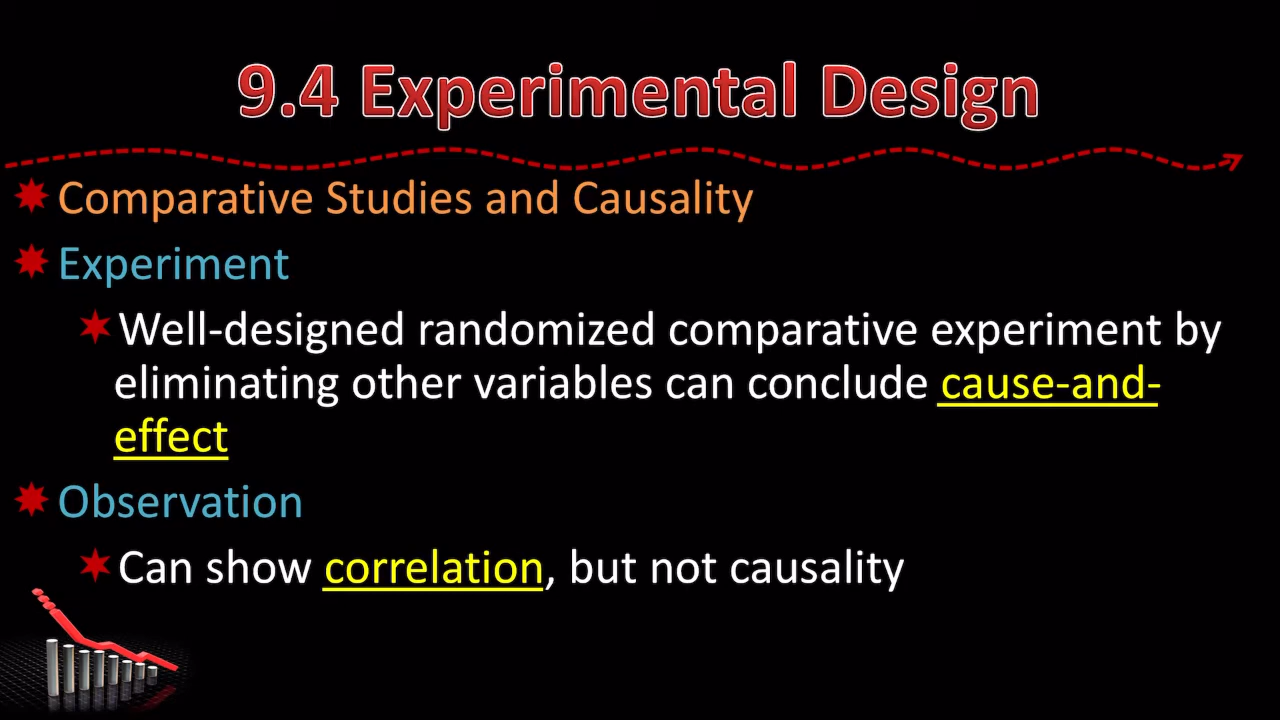 9.4 Experimental Design
Comparative Studies and Causality
Experiment
Well-designed randomized comparative experiment by
eliminating other variables can conclude cause-and-
effect
Observation
Can show correlation, but not causality